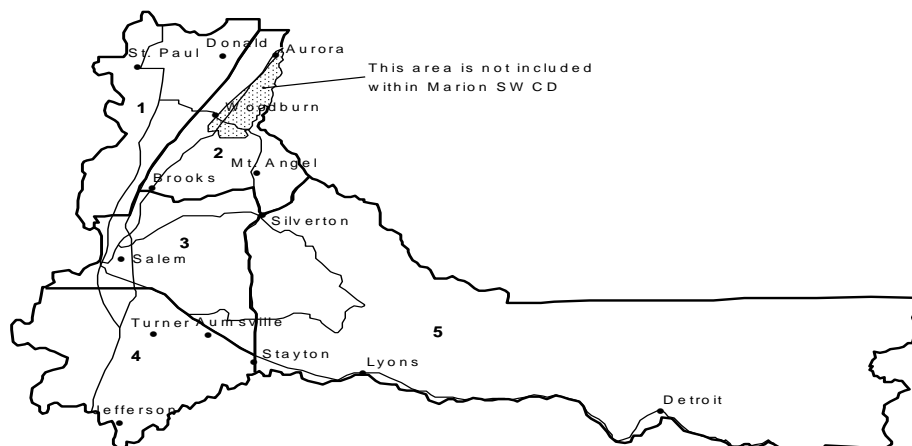 Donald
St. Paul
Aurora
This area is not included
within Marion SWCD
1
Woodburn
2
Mt. Angel
Brooks
Silverton
3
Salem
Turner
Aumsville
5
4
Stayton
Lyons
Detroit
Jefferson